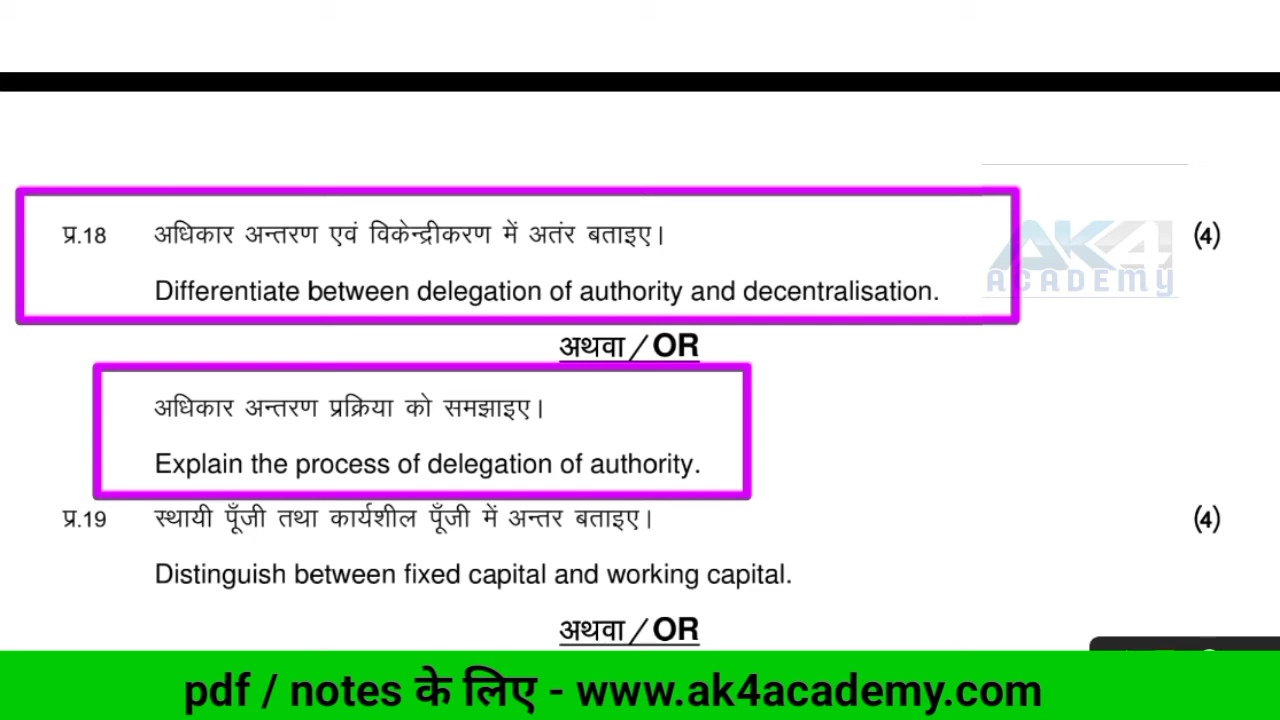 प्र.18 अधिकार अन्तरण एवं विकेन्द्रीकरण में अतंर बताइए। (4)
Differentiate between delegation of authority and decentralisation.
AK4
ACADEMY
अथवा/OR
अधिकार अन्तरण प्रक्रिया को समझाइए।
Explain the process of delegation of authority.
प्र.19 स्थायी पूँजी तथा कार्यशील पूँजी में अन्तर बताइए। (4)
Distinguish between fixed capital and working capital.
अथवा/OR
pdf / notes के लिए - www.ak4academy.com